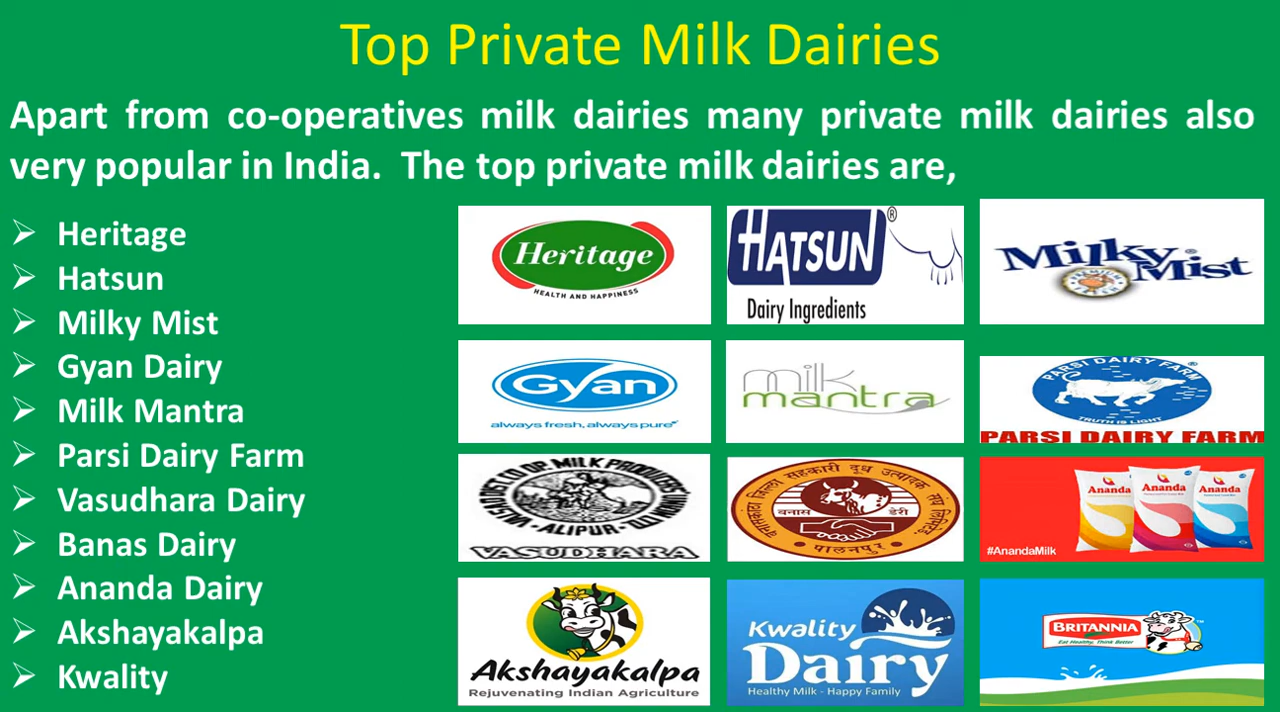 Top Private Milk Dairies
Apart from co-operatives milk dairies many private milk dairies also
very popular in India. The top private milk dairies are,
Heritage
Hatsun
Milky Mist
Gyan Dairy
Milk Mantra
Parsi Dairy Farm
Vasudhara Dairy
Banas Dairy
Ananda Dairy
Akshayakalpa
Kwality
Heritage
HEALTH AND HAPPINESS
HATSUN
®
Dairy Ingredients
Milky Mist
PREMIUM
FRESH
Gyan
always fresh, always pure
milk
mantra
PARSI DAIRY FARM
TRUTH IS LIGHT
PARSI DAIRY FARM
ALIPUR
VASUDHARA
बनास डेरी
पालनपुर
Ananda
Ananda
Ananda
#AnandaMilk
Akshayakalpa
Rejuvenating Indian Agriculture
Kwality
Dairy
Healthy Milk - Happy Family
BRITANNIA
Eat Healthy, Think Better